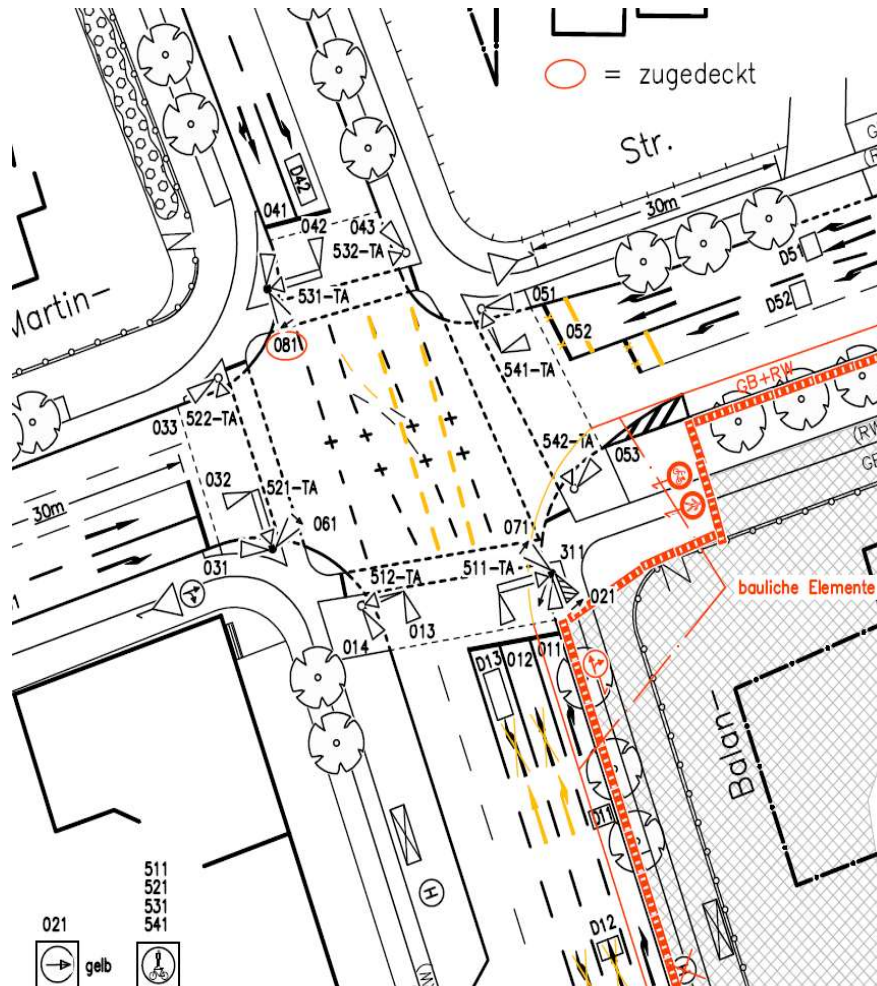 = zugedeckt
Str.
30m
D42
041
042
043
532-TA
531-TA
Martin-
081
051
D51
D52
052
541-TA
GB+RW
542-TA
053
(RW
033
522-TA
032
521-TA
30m
061
071
311
031
512-TA
511-TA
021
bauliche Elemente
014
013
D13
012
011
Balan-
D11
D12
H
511
521
531
541
021
gelb